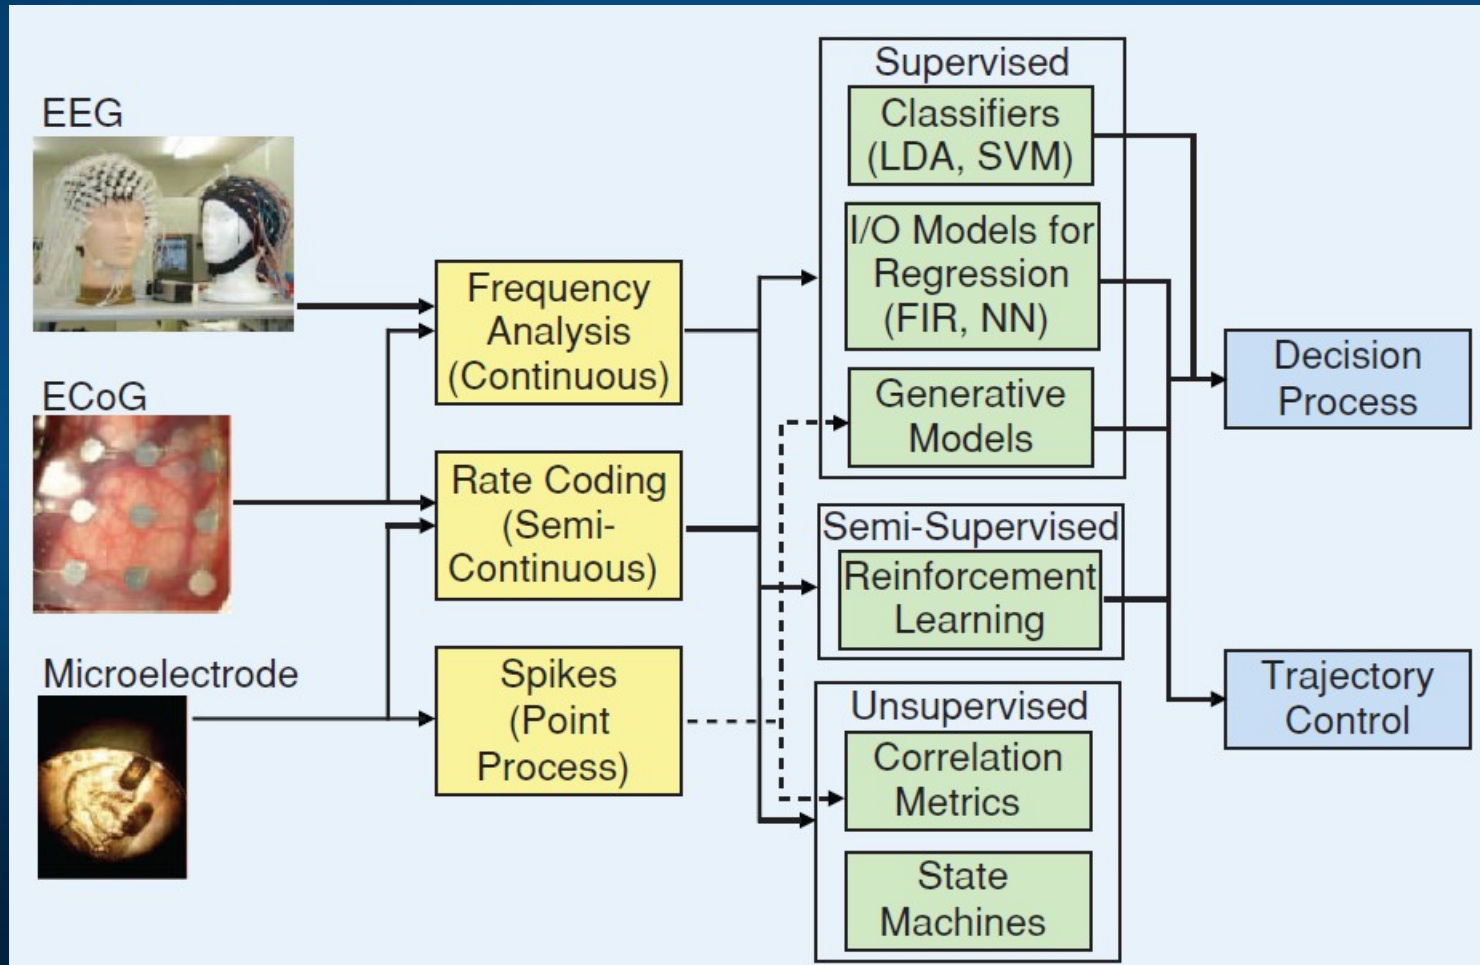 EEG
ECoG
Microelectrode
Frequency
Analysis
(Continuous)
Rate Coding
(Semi-
Continuous)
Spikes
(Point
Process)
Supervised
Classifiers
(LDA, SVM)
I/O Models for
Regression
(FIR, NN)
Generative
Models
Semi-Supervised
Reinforcement
Learning
Unsupervised
Correlation
Metrics
State
Machines
Decision
Process
Trajectory
Control